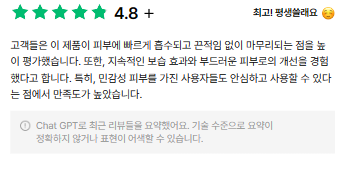 4.8 +
최고! 평생쓸래요 ☺️
고객들은 이 제품이 피부에 빠르게 흡수되고 끈적임 없이 마무리되는 점을 높
이 평가했습니다. 또한, 지속적인 보습 효과와 부드러운 피부로의 개선을 경험
했다고 합니다. 특히, 민감성 피부를 가진 사용자들도 안심하고 사용할 수 있다
는 점에서 만족도가 높았습니다.
Chat GPT로 최근 리뷰들을 요약했어요. 기술 수준으로 요약이
정확하지 않거나 표현이 어색할 수 있습니다.